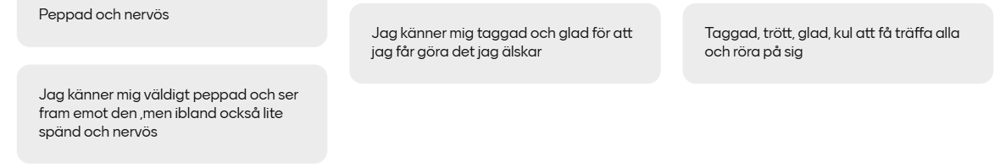 Peppad och nervös
Jag känner mig väldigt peppad och ser
fram emot den ,men ibland också lite
spänd och nervös
Jag känner mig taggad och glad för att
jag får göra det jag älskar
Taggad, trött, glad, kul att få träffa alla
och röra på sig